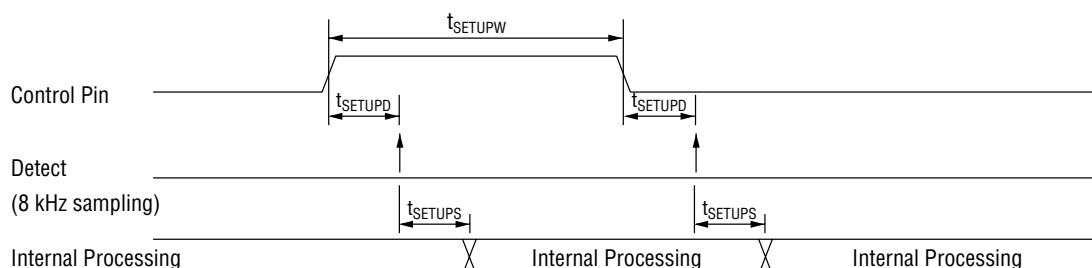 tSETUPW
Control Pin
tSETUPD tSETUPD
Detect
(8 kHz sampling)
tSETUPS tSETUPS
Internal Processing Internal Processing Internal Processing